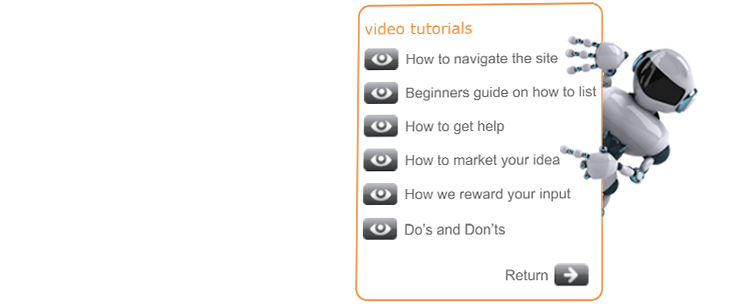 video tutorials
How to navigate the site
Beginners guide on how to list
How to get help
How to market your idea
How we reward your input
Do's and Don'ts
Return